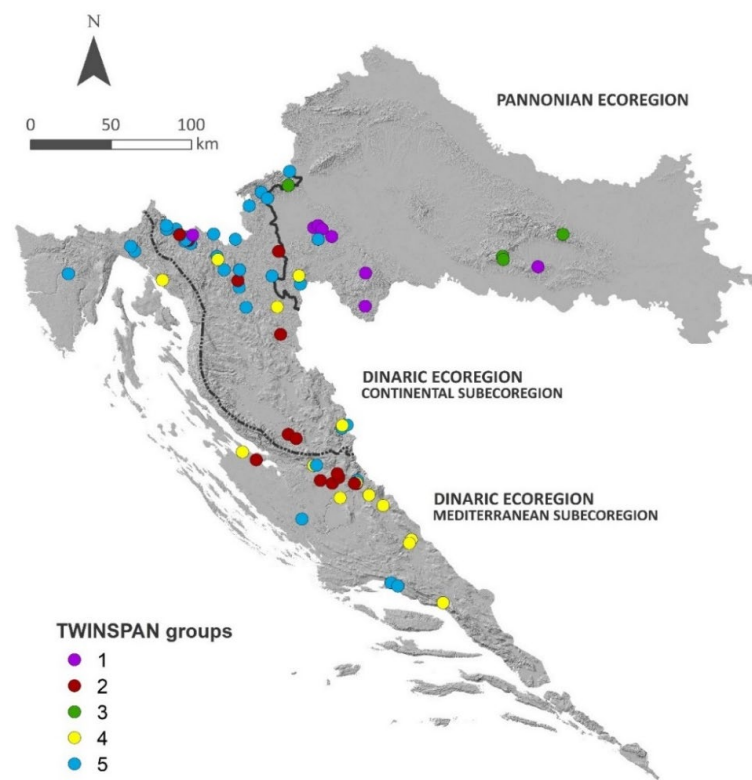 N
PANNONIAN ECOREGION
0 50 100
km
DINARIC ECOREGION
CONTINENTAL SUBECOREGION
DINARIC ECOREGION
MEDITERRANEAN SUBECOREGION
TWINSPAN groups
1
2
3
4
5